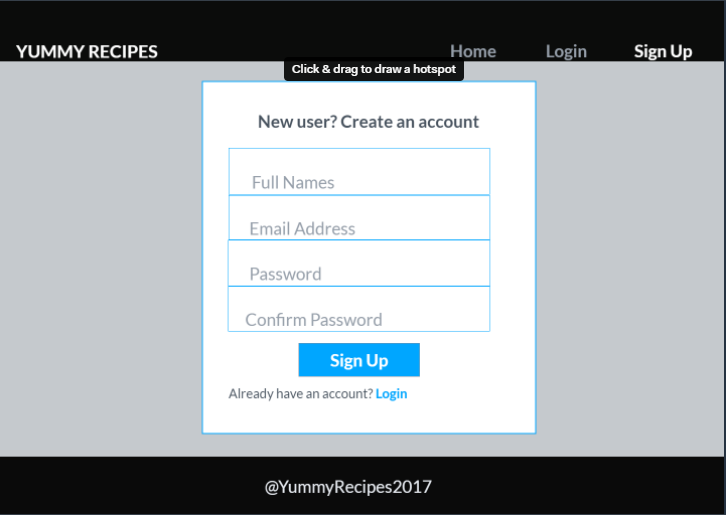 YUMMY RECIPES Home Login Sign Up
Click & drag to draw a hotspot
New user? Create an account
Full Names
Email Address
Password
Confirm Password
Sign Up
Already have an account? Login
@YummyRecipes2017